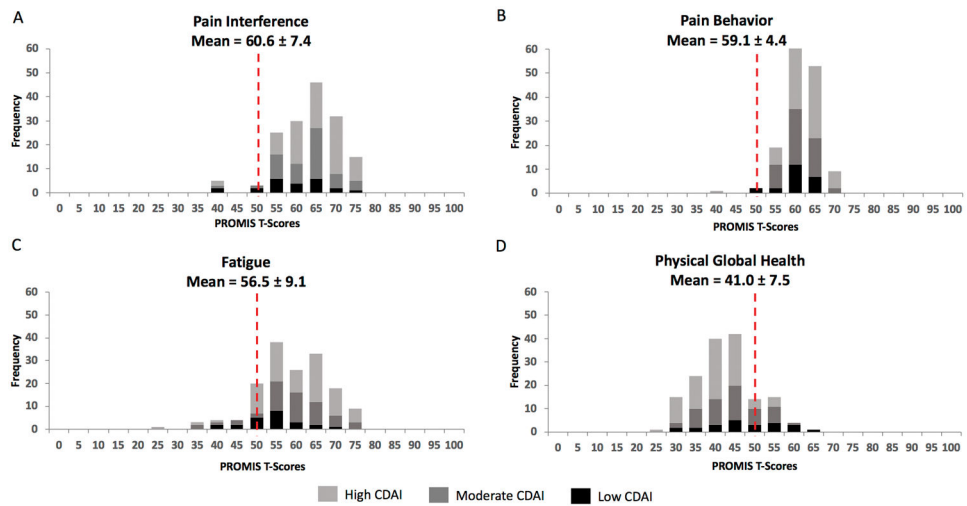 A
Pain Interference
Mean = 60.6 ± 7.4
60
50
40
30
20
10
0
Frequency
0 5 10 15 20 25 30 35 40 45 50 55 60 65 70 75 80 85 90 95 100
PROMIS T-Scores
B
Pain Behavior
Mean = 59.1 ± 4.4
60
50
40
30
20
10
0
Frequency
0 5 10 15 20 25 30 35 40 45 50 55 60 65 70 75 80 85 90 95 100
PROMIS T-Scores
C
Fatigue
Mean = 56.5 ± 9.1
60
50
40
30
20
10
0
Frequency
0 5 10 15 20 25 30 35 40 45 50 55 60 65 70 75 80 85 90 95 100
PROMIS T-Scores
D
Physical Global Health
Mean = 41.0 ± 7.5
60
50
40
30
20
10
0
Frequency
0 5 10 15 20 25 30 35 40 45 50 55 60 65 70 75 80 85 90 95 100
PROMIS T-Scores
High CDAI Moderate CDAI Low CDAI